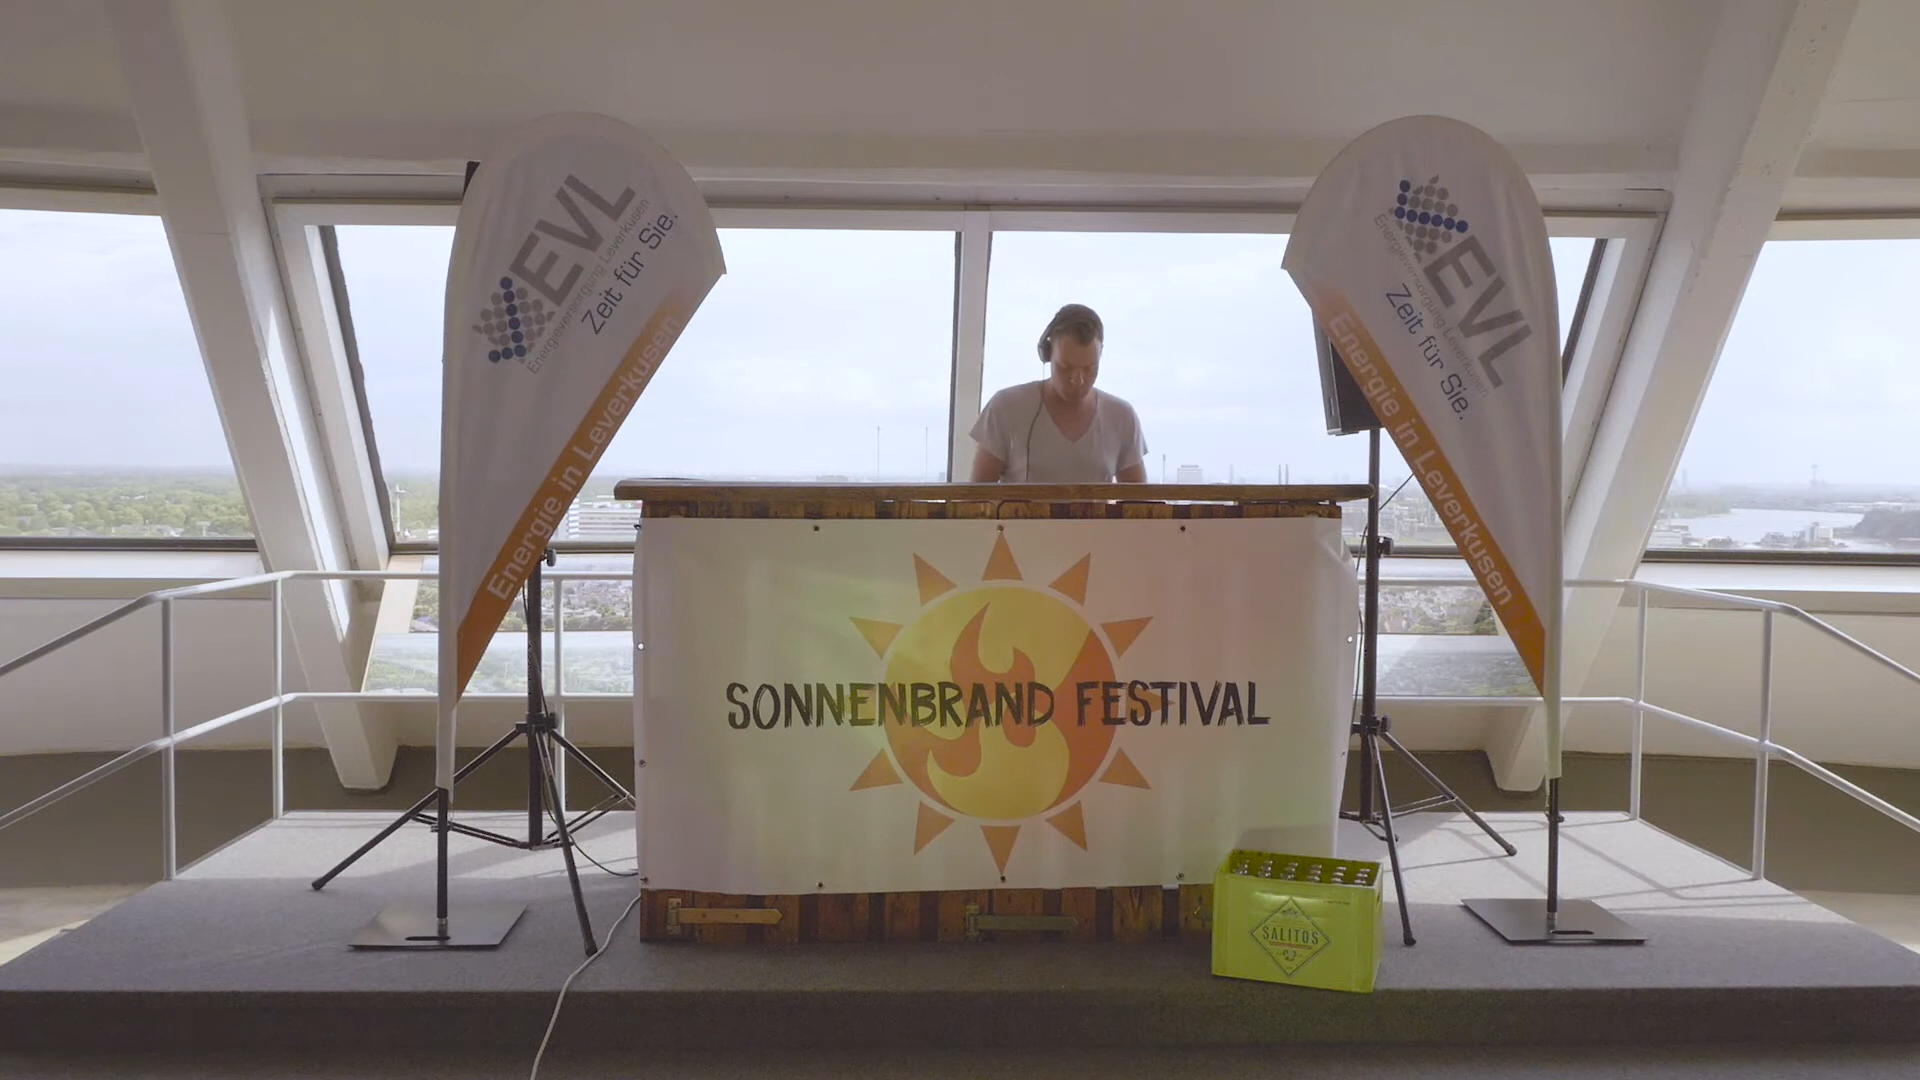 EVL
Energieversorgung Leverkusen
Zeit für Sie.
Energie in Leverkusen
EVL
Energieversorgung Leverkusen
Zeit für Sie.
Energie in Leverkusen
SONNENBRAND FESTIVAL
SALITOS